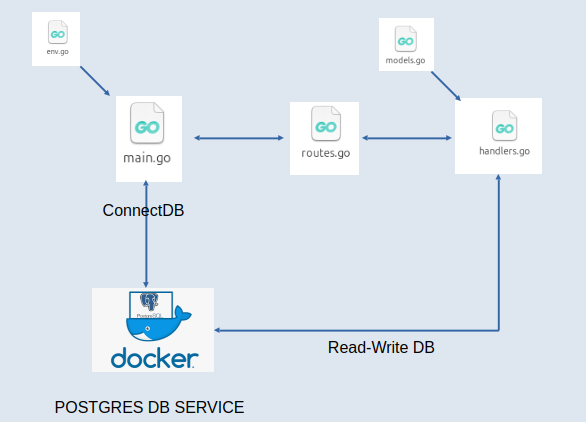 GO
env.go
GO
models.go
GO
main.go
GO
routes.go
GO
handlers.go
ConnectDB
PostgreSQL
docker
Read-Write DB
POSTGRES DB SERVICE